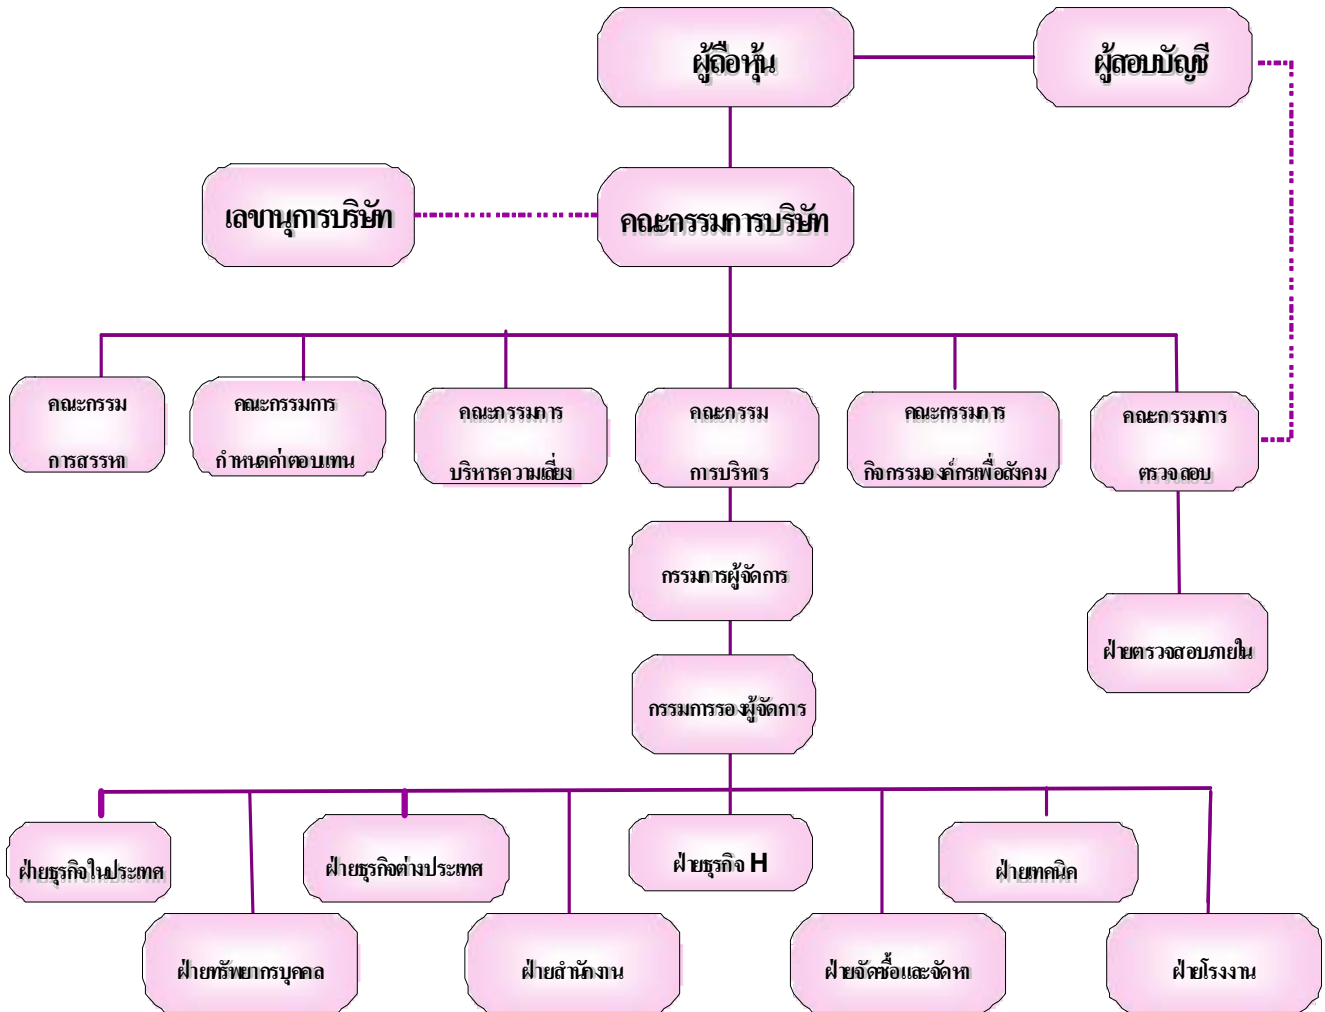 ผู้ถือหุ้น
ผู้สอบบัญชี
เลขานุการบริษัท
คณะกรรมการบริษัท
คณะกรรม
การสรรหา
คณะกรรมการ
กำหนดค่าตอบแทน
คณะกรรมการ
บริหารความเสี่ยง
คณะกรรม
การบริหาร
คณะกรรมการ
กิจกรรมองค์กรเพื่อสังคม
คณะกรรมการ
ตรวจสอบ
กรรมการผู้จัดการ
ฝ่ายตรวจสอบภายใน
กรรมการรองผู้จัดการ
ฝ่ายธุรกิจในประเทศ
ฝ่ายธุรกิจต่างประเทศ
ฝ่ายธุรกิจ H
ฝ่ายเทคนิค
ฝ่ายทรัพยากรบุคคล
ฝ่ายสำนักงาน
ฝ่ายจัดซื้อและจัดหา
ฝ่ายโรงงาน